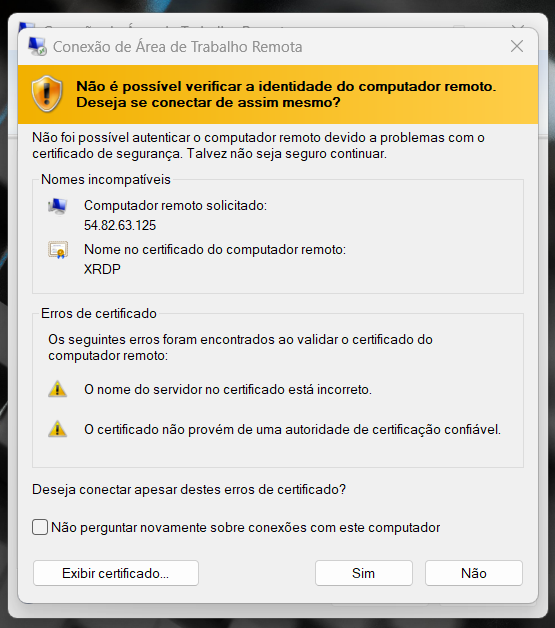 Conexão de Área de Trabalho Remota
Não é possível verificar a identidade do computador remoto.
Deseja se conectar de assim mesmo?
Não foi possível autenticar o computador remoto devido a problemas com o
certificado de segurança. Talvez não seja seguro continuar.
Nomes incompatíveis
Computador remoto solicitado:
54.82.63.125
Nome no certificado do computador remoto:
XRDP
Erros de certificado
Os seguintes erros foram encontrados ao validar o certificado do
computador remoto:
O nome do servidor no certificado está incorreto.
O certificado não provém de uma autoridade de certificação confiável.
Deseja conectar apesar destes erros de certificado?
Não perguntar novamente sobre conexões com este computador
Exibir certificado...
Sim
Não